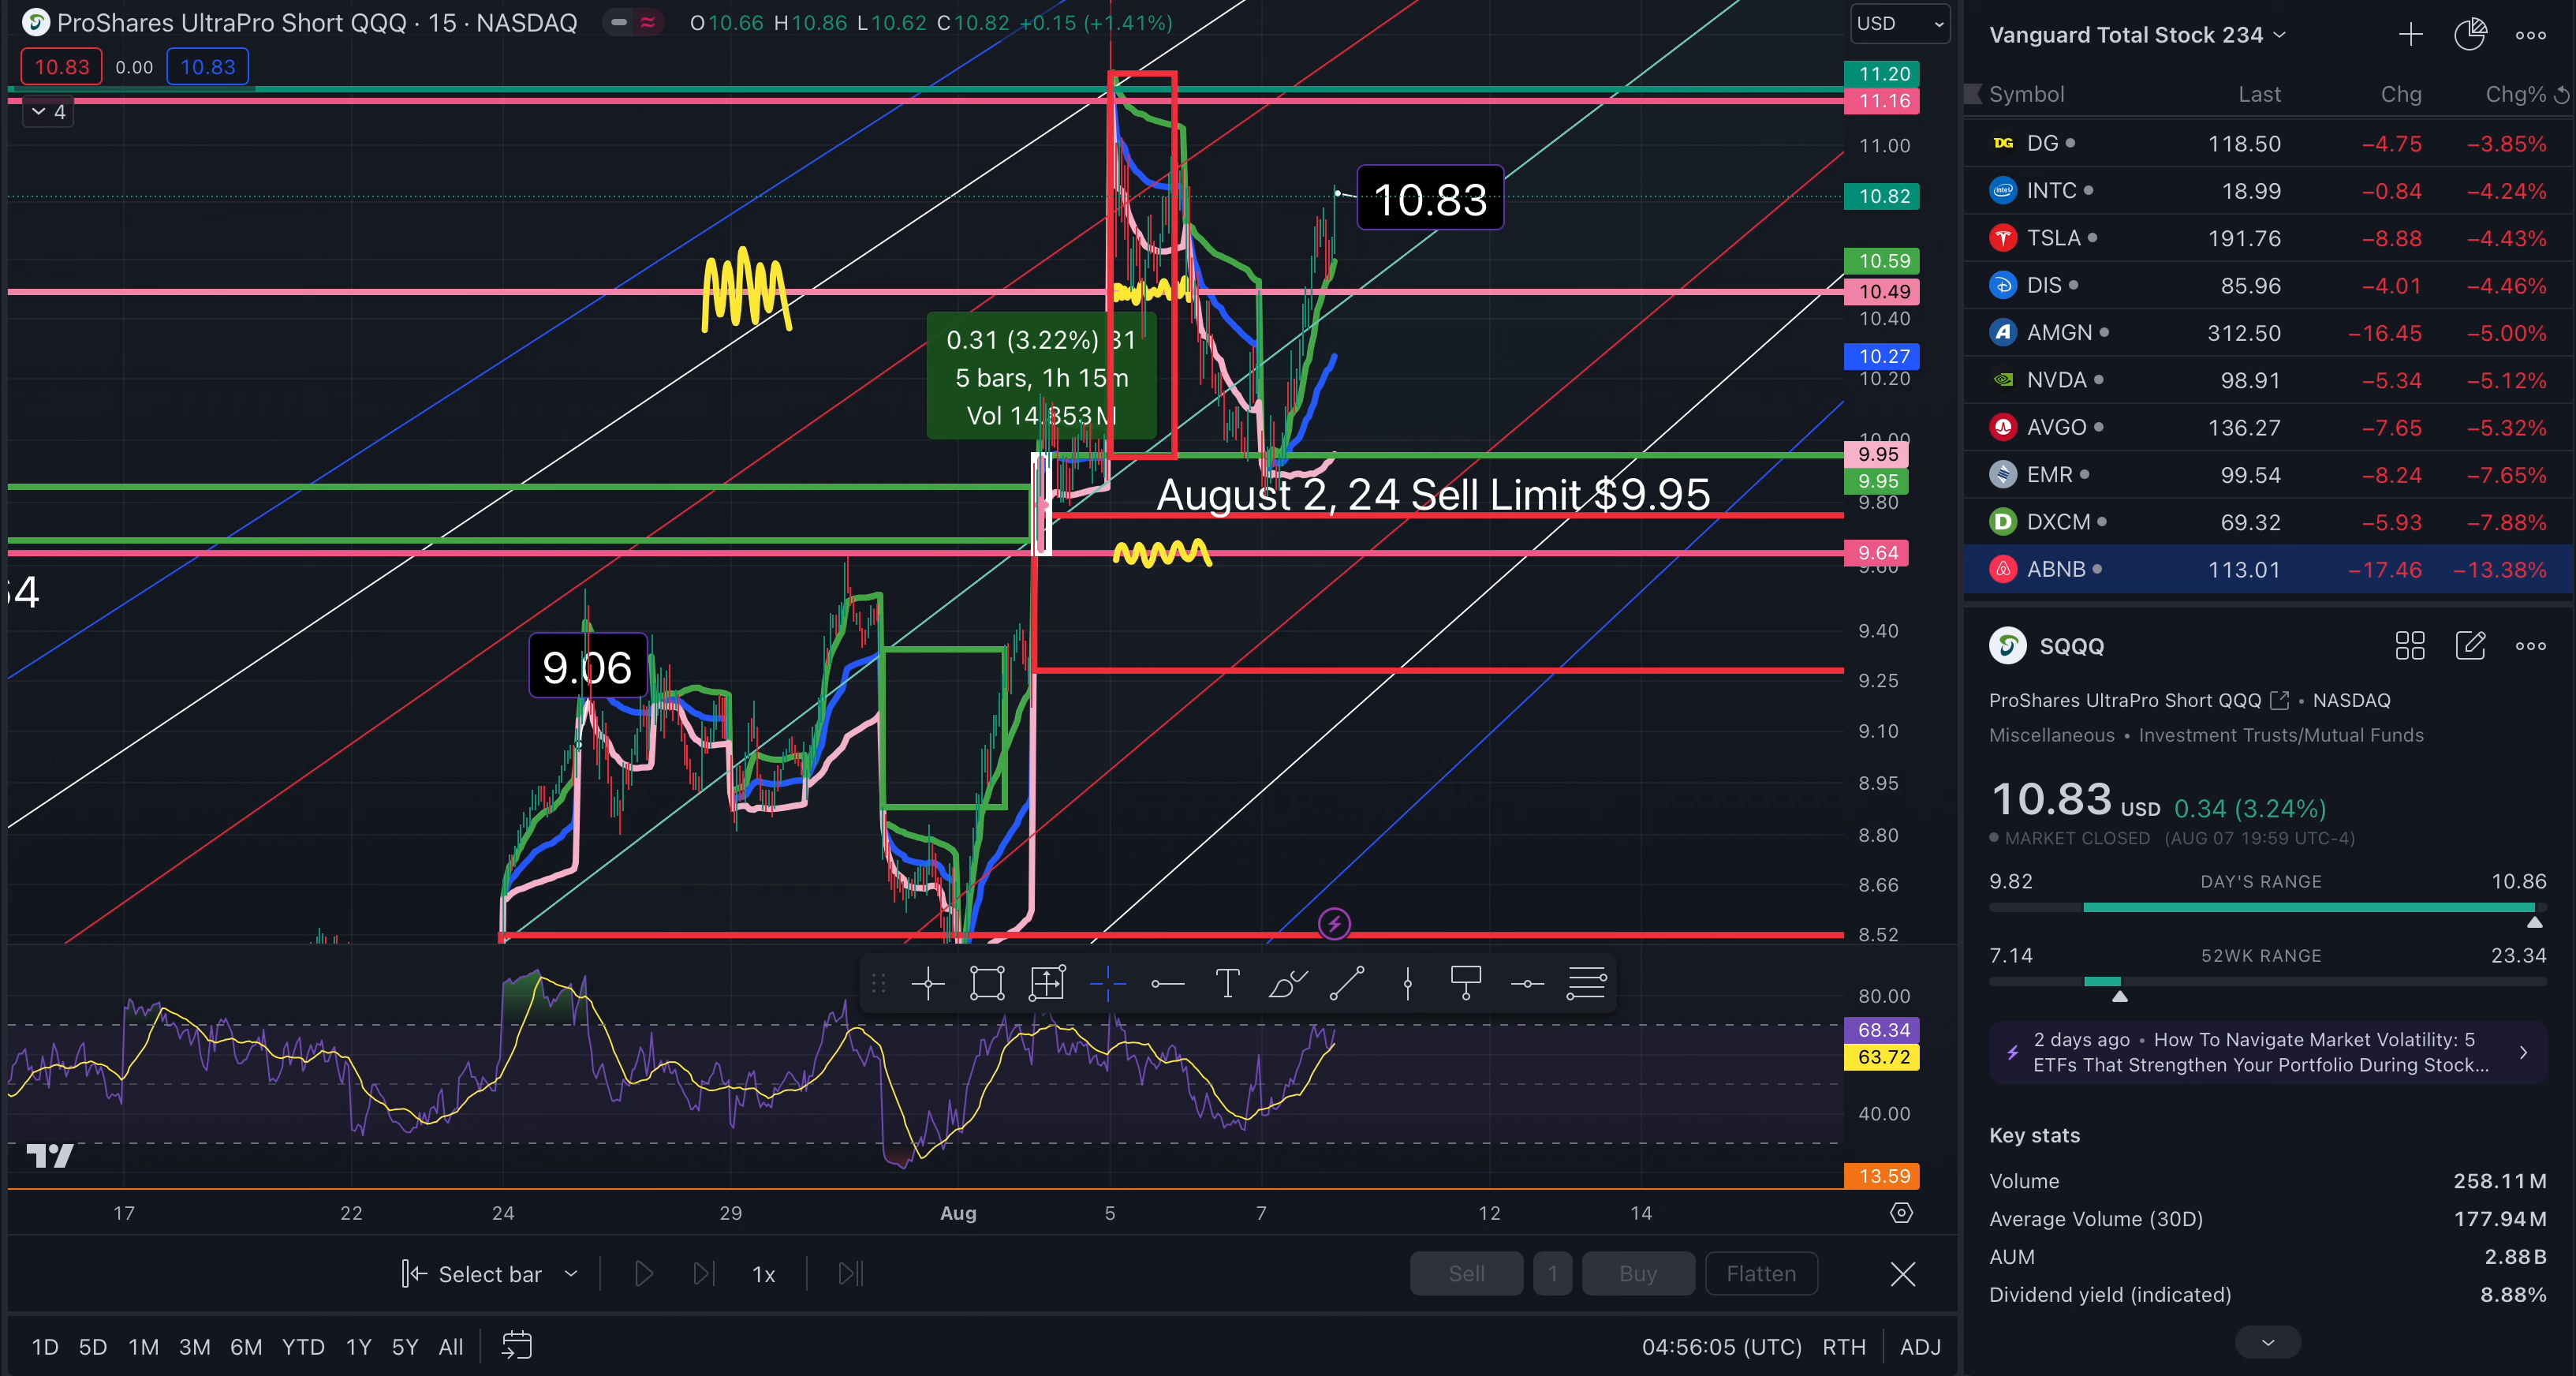 ProShares UltraPro Short QQQ · 15 · NASDAQ
O10.66 H10.86 L10.62 C10.82 +0.15 (+1.41%)
USD
10.83 0.00 10.83
4
11.20
11.16
11.00
10.82
10.59
10.49
10.40
10.27
10.20
10.00
9.95
9.95
9.80
9.64
9.60
9.40
9.25
9.10
8.95
8.80
8.66
8.52
10.83
0.31 (3.22%) 31
5 bars, 1h 15m
Vol 14.353M
August 2, 24 Sell Limit $9.95
64
9.06
80.00
68.34
63.72
40.00
13.59
17 22 24 29 Aug 5 7 12 14
Select bar 1x Sell 1 Buy Flatten
1D 5D 1M 3M 6M YTD 1Y 5Y All 04:56:05 (UTC) RTH ADJ
Vanguard Total Stock 234
Symbol Last Chg Chg%
DG DG 118.50 −4.75 −3.85%
intel INTC 18.99 −0.84 −4.24%
TSLA 191.76 −8.88 −4.43%
DIS 85.96 −4.01 −4.46%
AMGN 312.50 −16.45 −5.00%
NVDA 98.91 −5.34 −5.12%
AVGO 136.27 −7.65 −5.32%
EMR 99.54 −8.24 −7.65%
DXCM 69.32 −5.93 −7.88%
ABNB 113.01 −17.46 −13.38%
SQQQ
ProShares UltraPro Short QQQ • NASDAQ
Miscellaneous • Investment Trusts/Mutual Funds
10.83 USD 0.34 (3.24%)
MARKET CLOSED (AUG 07 19:59 UTC-4)
9.82 DAY'S RANGE 10.86
7.14 52WK RANGE 23.34
2 days ago • How To Navigate Market Volatility: 5
ETFs That Strengthen Your Portfolio During Stock...
Key stats
Volume 258.11M
Average Volume (30D) 177.94M
AUM 2.88B
Dividend yield (indicated) 8.88%